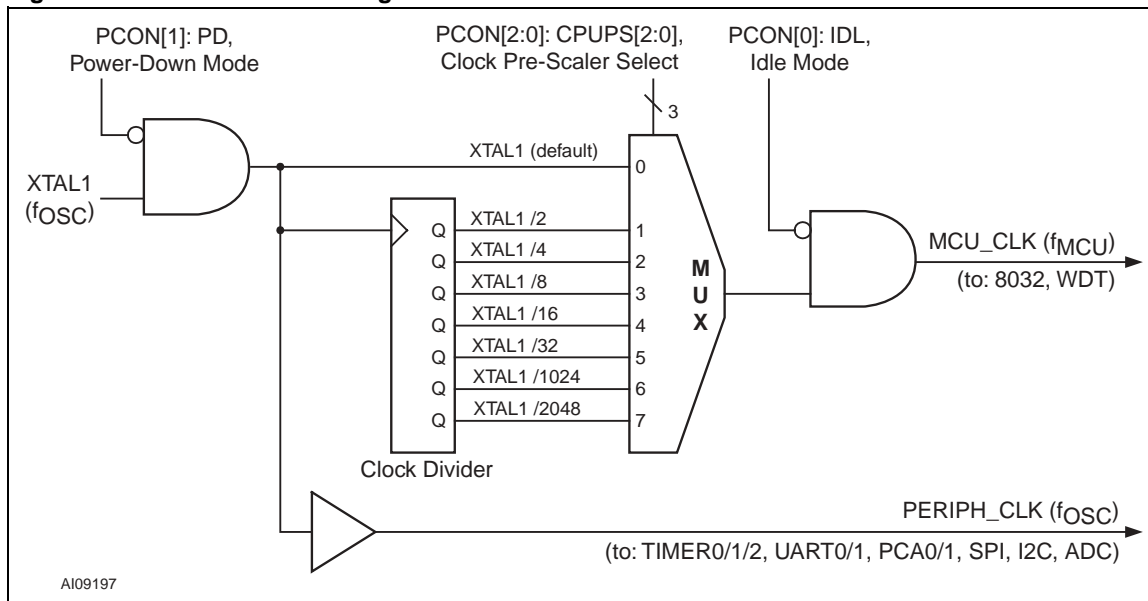 PCON[1]: PD,
Power-Down Mode
PCON[2:0]: CPUPS[2:0],
Clock Pre-Scaler Select
PCON[0]: IDL,
Idle Mode
3
XTAL1
(fOSC)
XTAL1 (default)
0
Q XTAL1 /2 1
Q XTAL1 /4 2
Q XTAL1 /8 3
Q XTAL1 /16 4
Q XTAL1 /32 5
Q XTAL1 /1024 6
Q XTAL1 /2048 7
M
U
X
MCU_CLK (fMCU)
(to: 8032, WDT)
Clock Divider
PERIPH_CLK (fOSC)
(to: TIMER0/1/2, UART0/1, PCA0/1, SPI, I2C, ADC)
AI09197